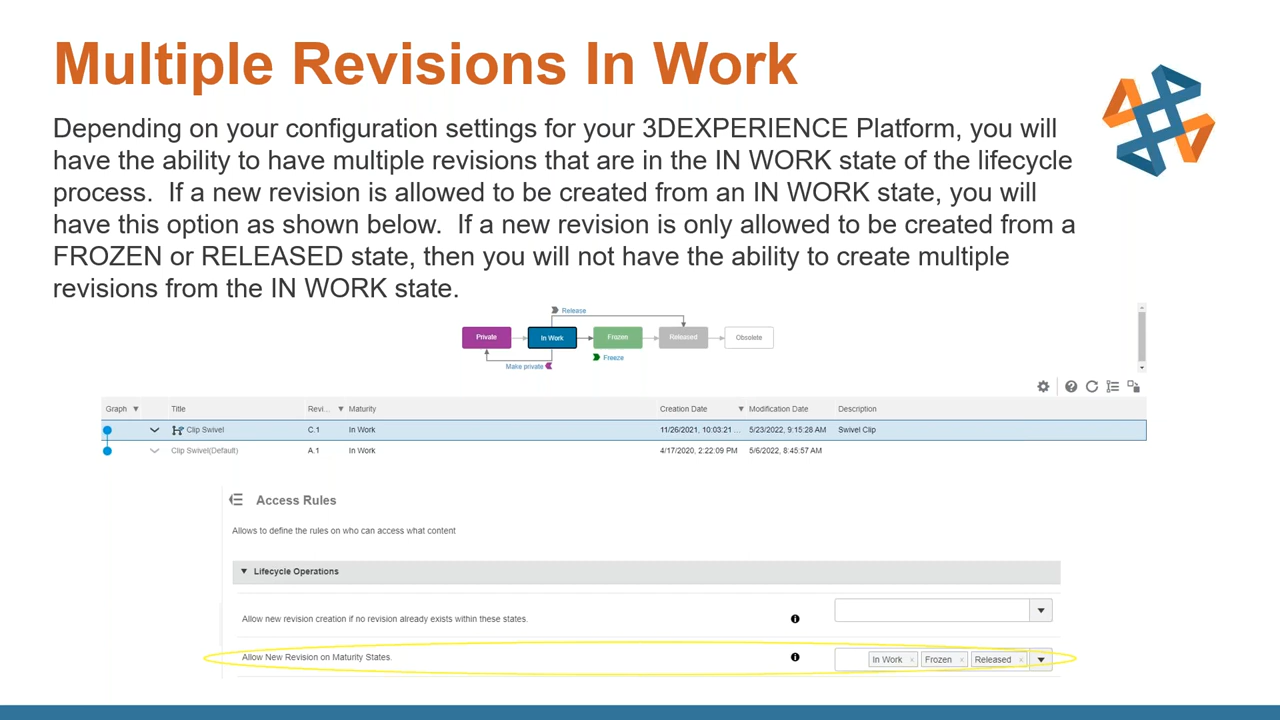 Multiple Revisions In Work
Depending on your configuration settings for your 3DEXPERIENCE Platform, you will
have the ability to have multiple revisions that are in the IN WORK state of the lifecycle
process.  If a new revision is allowed to be created from an IN WORK state, you will
have this option as shown below.  If a new revision is only allowed to be created from a
FROZEN or RELEASED state, then you will not have the ability to create multiple
revisions from the IN WORK state.
Release
Private In Work Frozen Released Obsolete
Freeze
Make private
Graph Title Revi... Maturity Creation Date Modification Date Description
Clip Swivel C.1 In Work 11/26/2021, 10:03:21 ... 5/23/2022, 9:15:28 AM Swivel Clip
Clip Swivel(Default) A.1 In Work 4/17/2020, 2:22:09 PM 5/6/2022, 8:45:57 AM
Access Rules
Allows to define the rules on who can access what content
Lifecycle Operations
Allow new revision creation if no revision already exists within these states.
Allow New Revision on Maturity States. In Work x Frozen x Released x